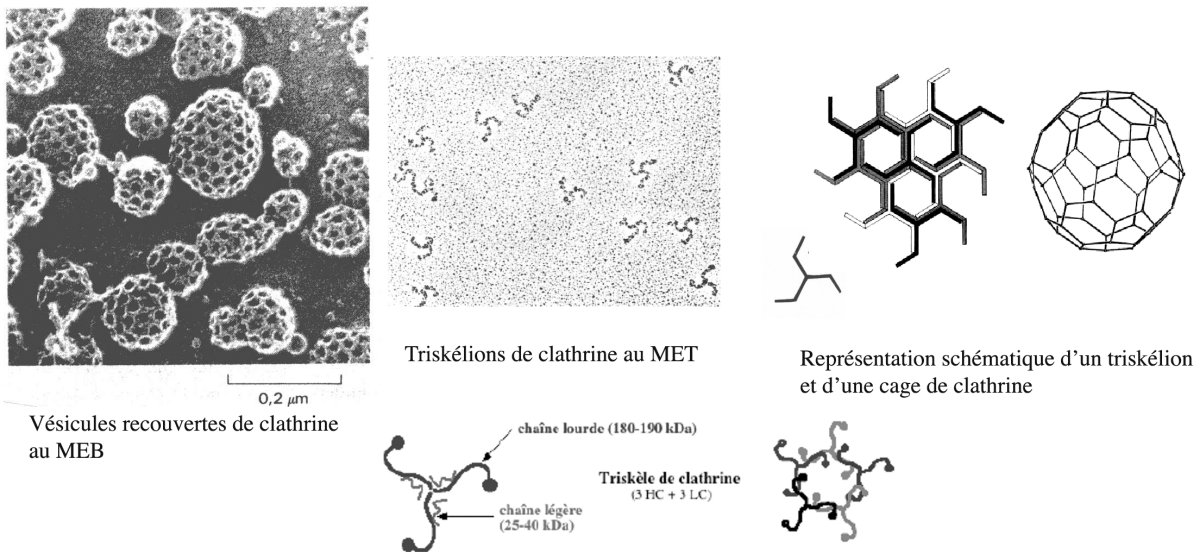 0,2 μm
Vésicules recouvertes de clathrine
au MEB
Triskélions de clathrine au MET
Représentation schématique d’un triskélion
et d’une cage de clathrine
chaîne lourde (180-190 kDa)
chaîne légère
(25-40 kDa)
Triskèle de clathrine
(3 HC + 3 LC)